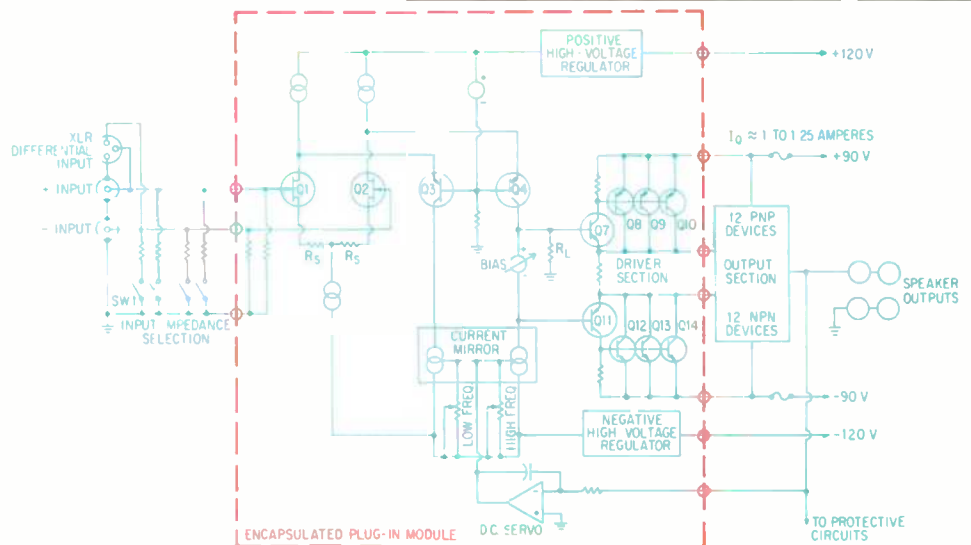 POSITIVE
HIGH-VOLTAGE
REGULATOR
+120 V
XLR
DIFFERENTIAL
INPUT
+ INPUT
- INPUT
I_Q ≈ 1 TO 1 25 AMPERES
+90 V
Q1
Q2
Q3
Q4
Q8
Q9
Q10
Q7
12 PNP
DEVICES
OUTPUT
SECTION
12 NPN
DEVICES
R_S
R_S
BIAS
R_L
DRIVER
SECTION
SPEAKER
OUTPUTS
SW1
INPUT MPEDANCE
SELECTION
Q11
Q12
Q13
Q14
CURRENT
MIRROR
LOW FREQ.
HIGH FREQ.
-90 V
NEGATIVE
HIGH VOLTAGE
REGULATOR
-120 V
D.C. SERVO
TO PROTECTIVE
CIRCUITS
ENCAPSULATED PLUG-IN MODULE